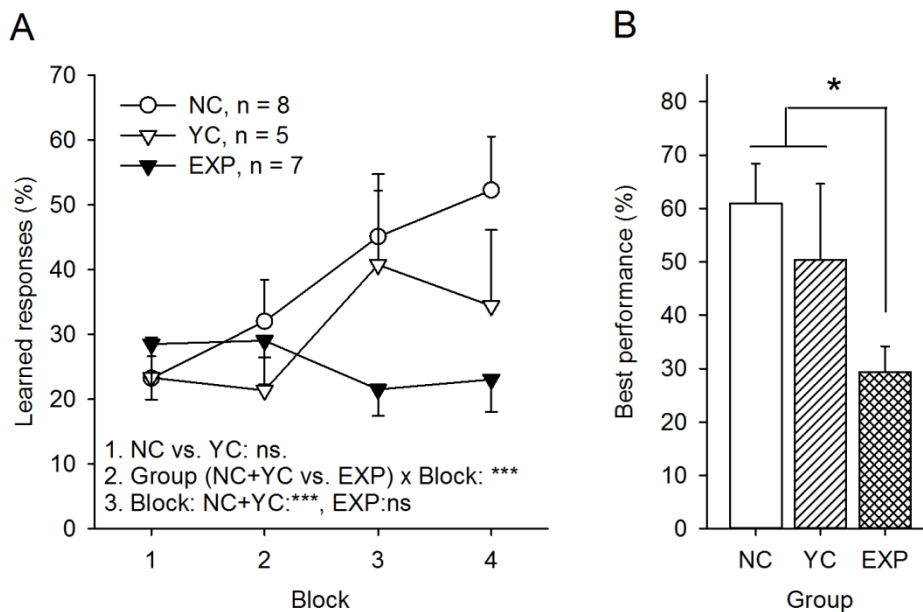 A
Learned responses (%)
70
60
50
40
30
20
10
0
NC, n = 8
YC, n = 5
EXP, n = 7
1. NC vs. YC: ns.
2. Group (NC+YC vs. EXP) x Block: ***
3. Block: NC+YC:***, EXP:ns
1 2 3 4
Block
B
Best performance (%)
80
70
60
50
40
30
20
10
0
*
NC YC EXP
Group